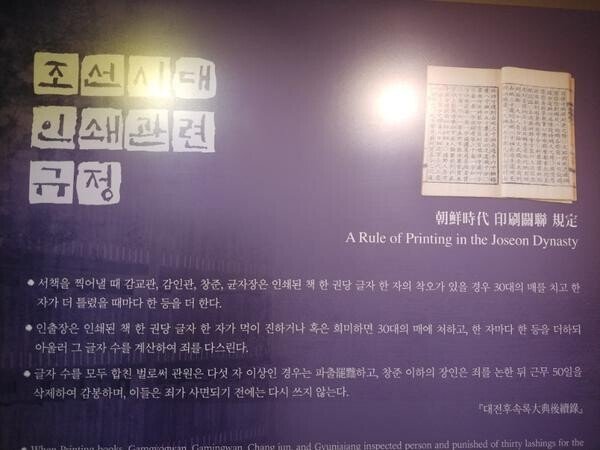 조선시대
인쇄관련
규정
朝鮮時代 印刷關聯 規定
A Rule of Printing in the Joseon Dynasty
서책을 찍어낼 때 감교관, 감인관, 창준, 균자장은 인쇄된 책 한 권당 글자 한 자의 착오가 있을 경우 30대의 매를 치고 한
자가 더 틀렸을 때마다 한 등을 더 한다.
인출장은 인쇄된 책 한 권당 글자 한 자가 먹이 진하거나 혹은 희미하면 30대의 매에 처하고, 한 자마다 한 등을 더하되
아울러 그 글자 수를 계산하여 죄를 다스린다.
글자 수를 모두 합친 벌로써 관원은 다섯 자 이상인 경우는 파출罷黜하고, 창준 이하의 장인은 죄를 논한 뒤 근무 50일을
삭제하여 감봉하며, 이들은 죄가 사면되기 전에는 다시 쓰지 않는다.
『대전후속록大典後續錄』
When Printing books, Gamgyogwan, Gamingwan, Chang jun, and Gyunjajang inspected person and punished of thirty lashings for the